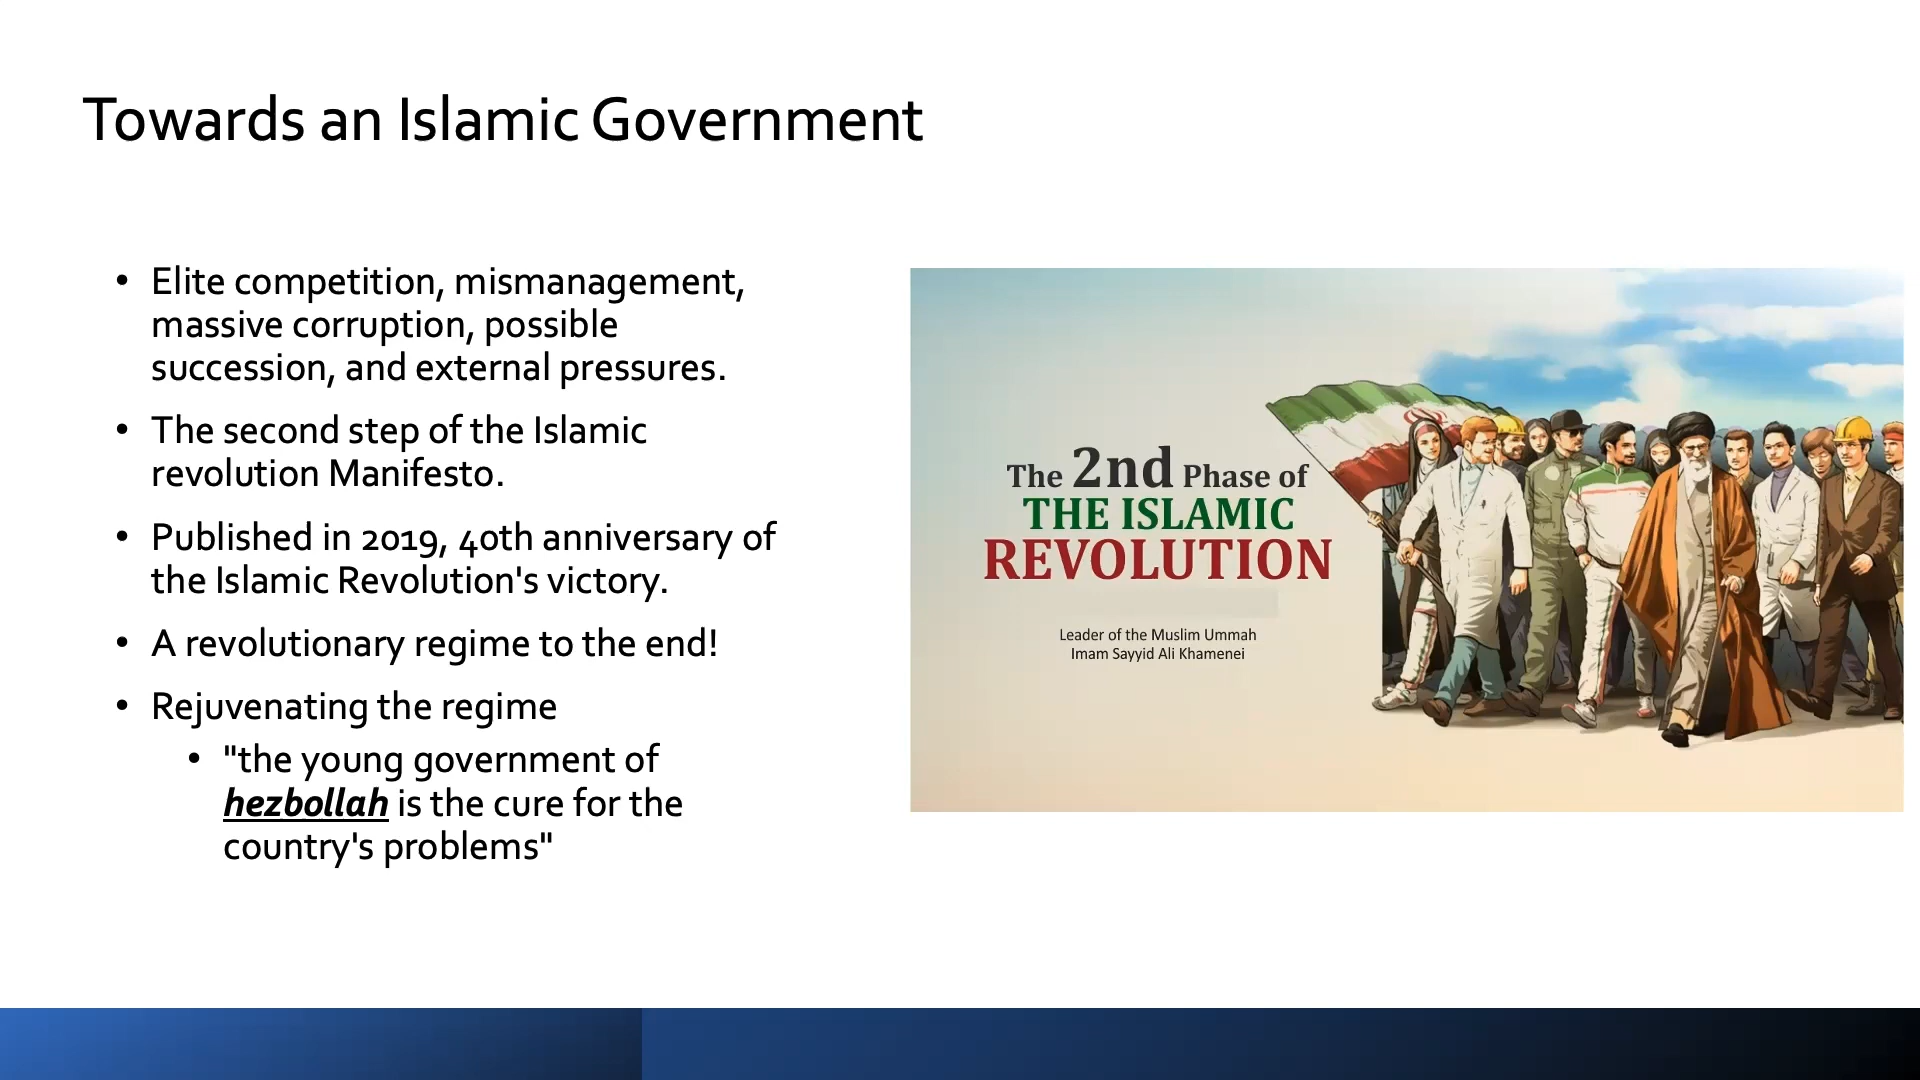 Towards an Islamic Government
• Elite competition, mismanagement,
massive corruption, possible
succession, and external pressures.
• The second step of the Islamic
revolution Manifesto.
• Published in 2019, 40th anniversary of
the Islamic Revolution's victory.
• A revolutionary regime to the end!
• Rejuvenating the regime
• "the young government of
hezbollah is the cure for the
country's problems"
The 2nd Phase of
THE ISLAMIC
REVOLUTION
Leader of the Muslim Ummah
Imam Sayyid Ali Khamenei